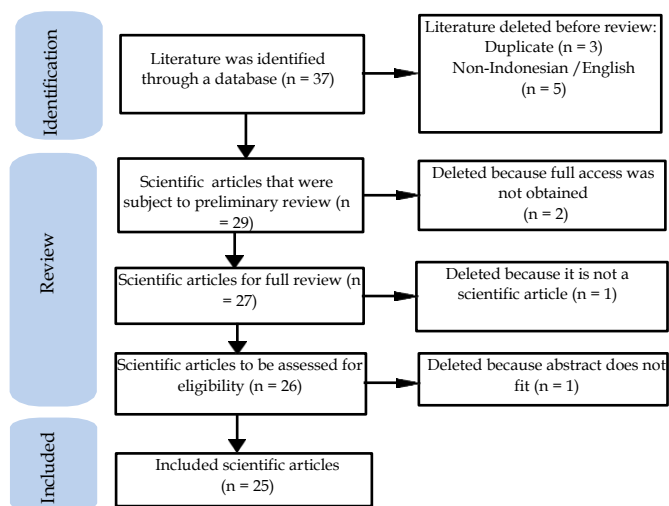 Identification
Literature was identified
through a database (n = 37)
Literature deleted before review:
Duplicate (n = 3)
Non-Indonesian /English
(n = 5)
Review
Scientific articles that were
subject to preliminary review (n
= 29)
Deleted because full access was
not obtained
(n = 2)
Scientific articles for full review (n
= 27)
Deleted because it is not a
scientific article (n = 1)
Scientific articles to be assessed for
eligibility (n = 26)
Deleted because abstract does not
fit (n = 1)
Included
Included scientific articles
(n = 25)